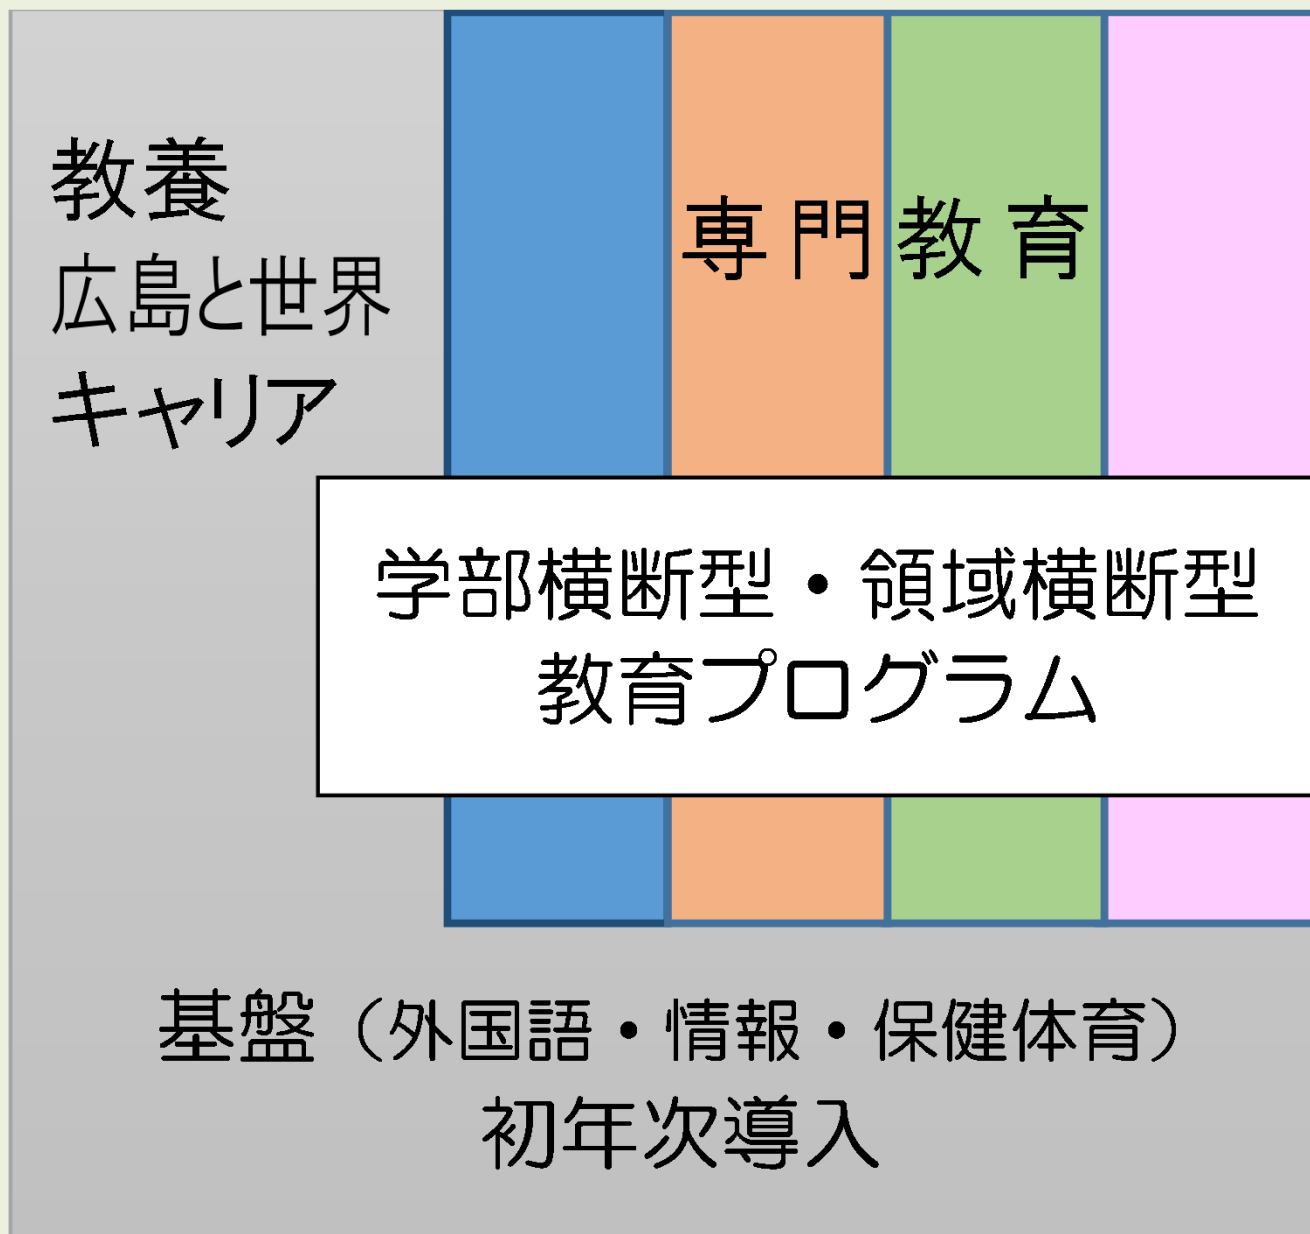 教養
広島と世界
キャリア
専門教育
学部横断型・領域横断型
教育プログラム
基盤（外国語・情報・保健体育）
初年次導入